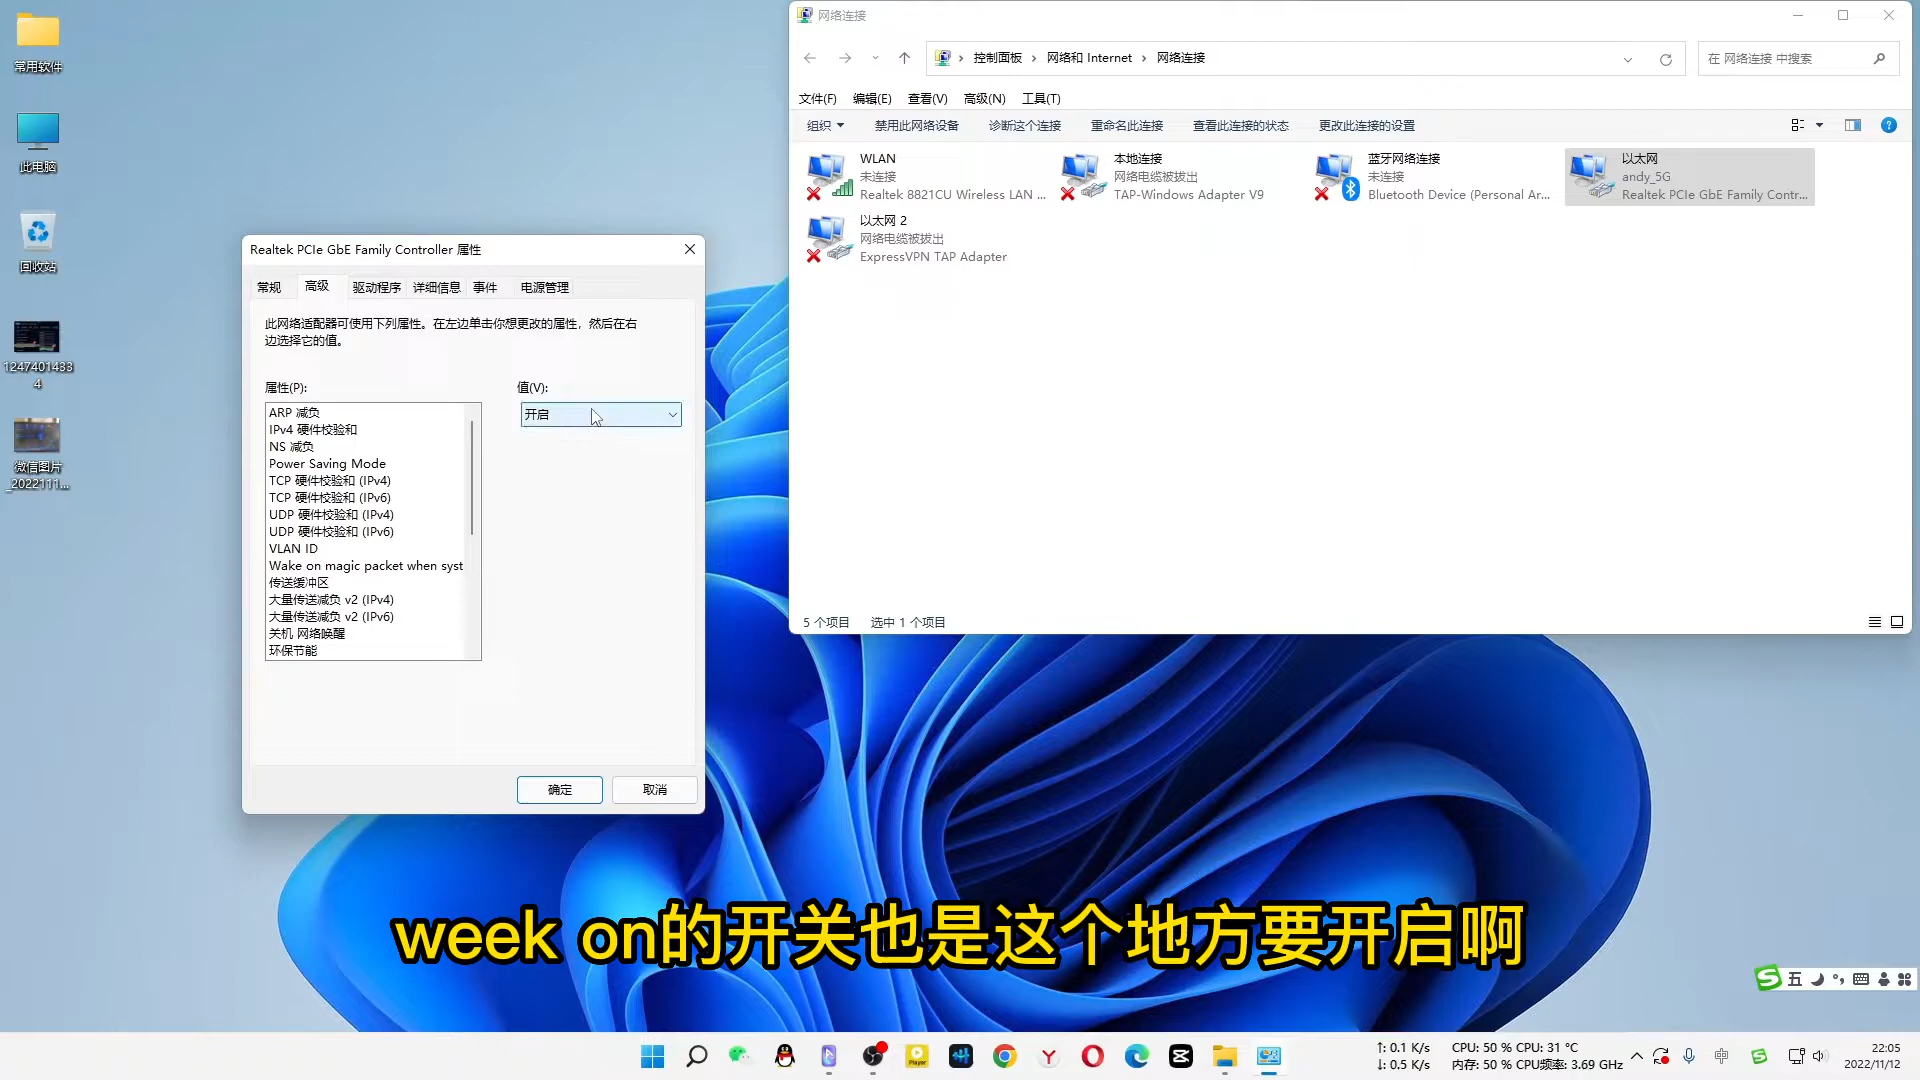 常用软件
此电脑
回收站
1247401433
4
微信图片
_2022111...
网络连接
控制面板 › 网络和 Internet › 网络连接
在 网络连接 中搜索
文件(F) 编辑(E) 查看(V) 高级(N) 工具(T)
组织 禁用此网络设备 诊断这个连接 重命名此连接 查看此连接的状态 更改此连接的设置
WLAN
未连接
Realtek 8821CU Wireless LAN ...
本地连接
网络电缆被拔出
TAP-Windows Adapter V9
蓝牙网络连接
未连接
Bluetooth Device (Personal Ar...
以太网
andy_5G
Realtek PCIe GbE Family Contr...
以太网 2
网络电缆被拔出
ExpressVPN TAP Adapter
5 个项目 选中 1 个项目
Realtek PCIe GbE Family Controller 属性
常规 高级 驱动程序 详细信息 事件 电源管理
此网络适配器可使用下列属性。在左边单击你想更改的属性，然后在右
边选择它的值。
属性(P):
值(V):
ARP 减负
IPv4 硬件校验和
NS 减负
Power Saving Mode
TCP 硬件校验和 (IPv4)
TCP 硬件校验和 (IPv6)
UDP 硬件校验和 (IPv4)
UDP 硬件校验和 (IPv6)
VLAN ID
Wake on magic packet when syst
传送缓冲区
大量传送减负 v2 (IPv4)
大量传送减负 v2 (IPv6)
关机 网络唤醒
环保节能
开启
确定 取消
week on的开关也是这个地方要开启啊
S 五
Player
↑: 0.1 K/s
↓: 0.5 K/s
CPU: 50 % CPU: 31 °C
内存: 50 % CPU频率: 3.69 GHz
中
S
22:05
2022/11/12